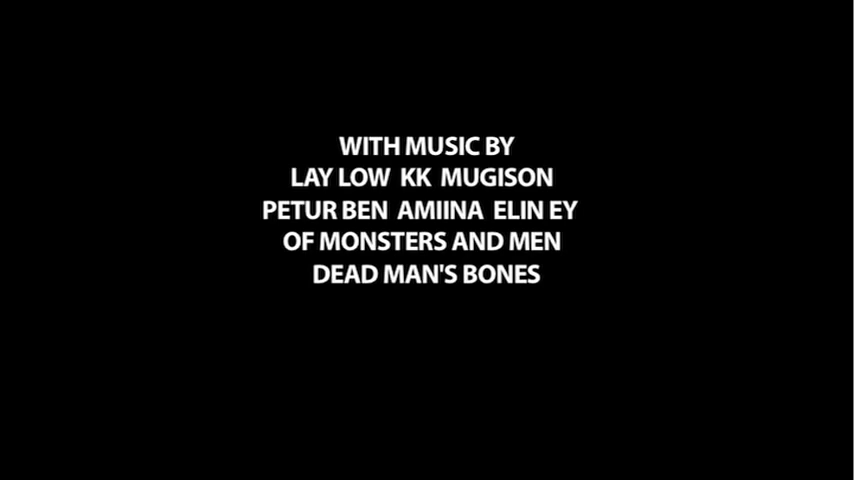 WITH MUSIC BY
LAY LOW  KK  MUGISON
PETUR BEN  AMIINA  ELIN EY
OF MONSTERS AND MEN
DEAD MAN'S BONES